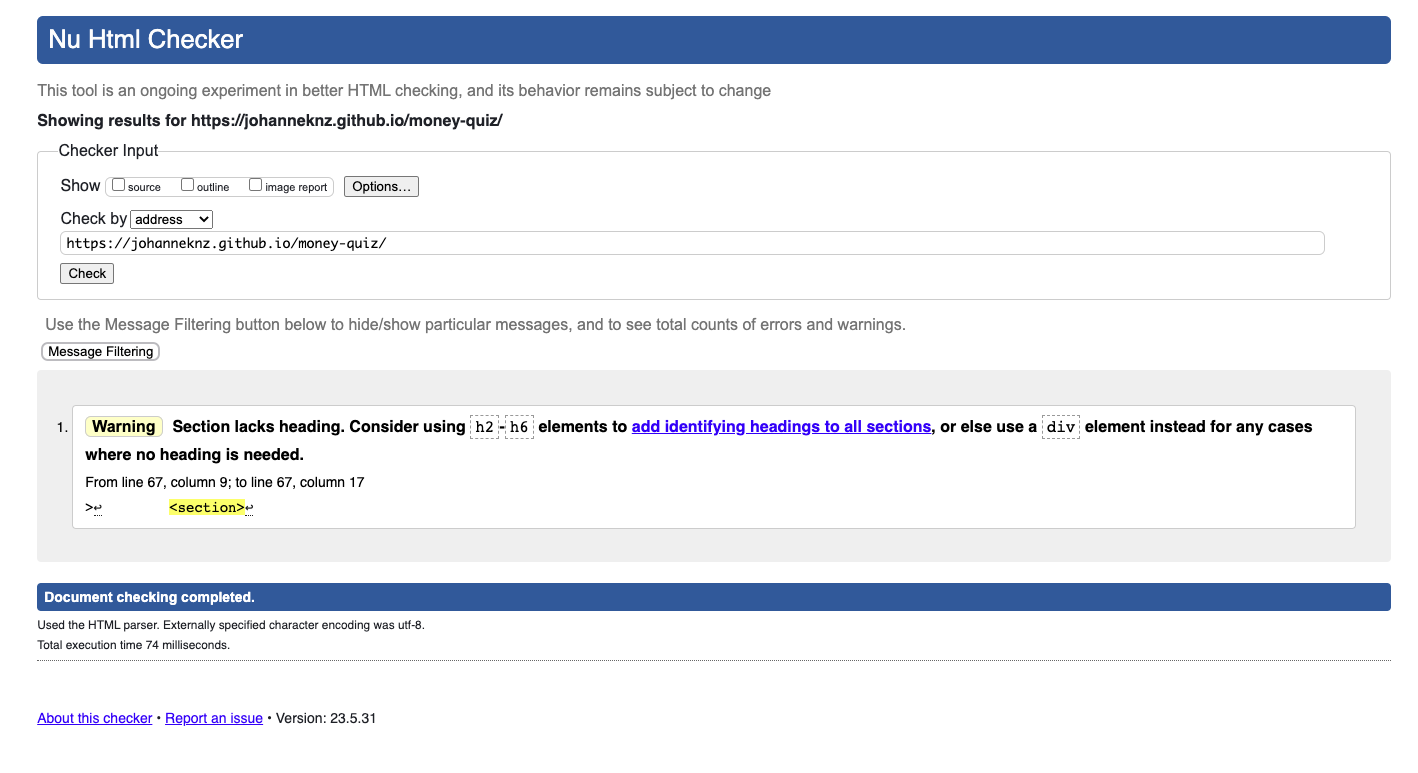 Nu Html Checker
This tool is an ongoing experiment in better HTML checking, and its behavior remains subject to change
Showing results for https://johanneknz.github.io/money-quiz/
Checker Input
Show source outline image report Options...
Check by address
https://johanneknz.github.io/money-quiz/
Check
Use the Message Filtering button below to hide/show particular messages, and to see total counts of errors and warnings.
Message Filtering
1. Warning Section lacks heading. Consider using h2-h6 elements to add identifying headings to all sections, or else use a div element instead for any cases
where no heading is needed.
From line 67, column 9; to line 67, column 17
>↩ <section>↩
Document checking completed.
Used the HTML parser. Externally specified character encoding was utf-8.
Total execution time 74 milliseconds.
About this checker • Report an issue • Version: 23.5.31